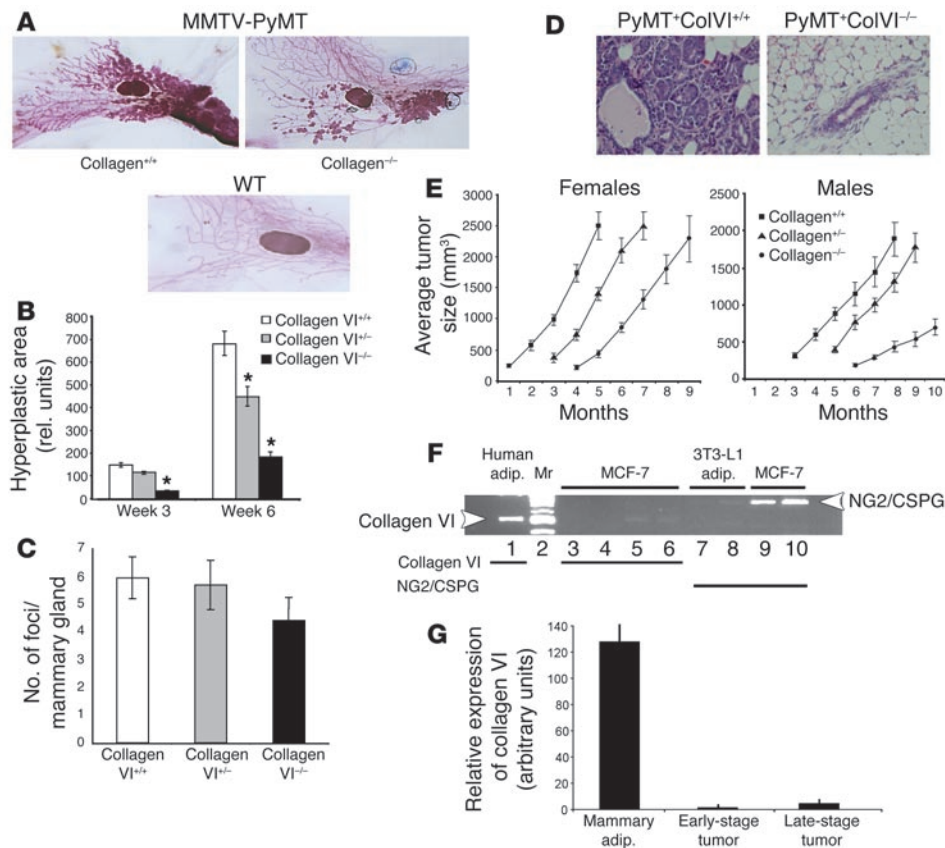 A
MMTV-PyMT
Collagen+/+
Collagen−/−
WT
B
Hyperplastic area
(rel. units)
800
700
600
500
400
300
200
100
0
Collagen VI+/+
Collagen VI+/−
Collagen VI−/−
*
*
*
Week 3
Week 6
C
No. of foci/
mammary gland
7
6
5
4
3
2
1
0
Collagen
VI+/+
Collagen
VI+/−
Collagen
VI−/−
D
PyMT+ColVI+/+
PyMT+ColVI−/−
E
Females
Males
Average tumor
size (mm3)
3000
2500
2000
1500
1000
500
0
1 2 3 4 5 6 7 8 9
Months
3000
2500
2000
1500
1000
500
0
Collagen+/+
Collagen+/−
Collagen−/−
1 2 3 4 5 6 7 8 9 10
Months
F
Human
adip.
Mr
MCF-7
3T3-L1
adip.
MCF-7
Collagen VI
NG2/CSPG
1 2 3 4 5 6 7 8 9 10
Collagen VI
NG2/CSPG
G
Relative expression
of collagen VI
(arbitrary units)
140
120
100
80
60
40
20
0
Mammary
adip.
Early-stage
tumor
Late-stage
tumor